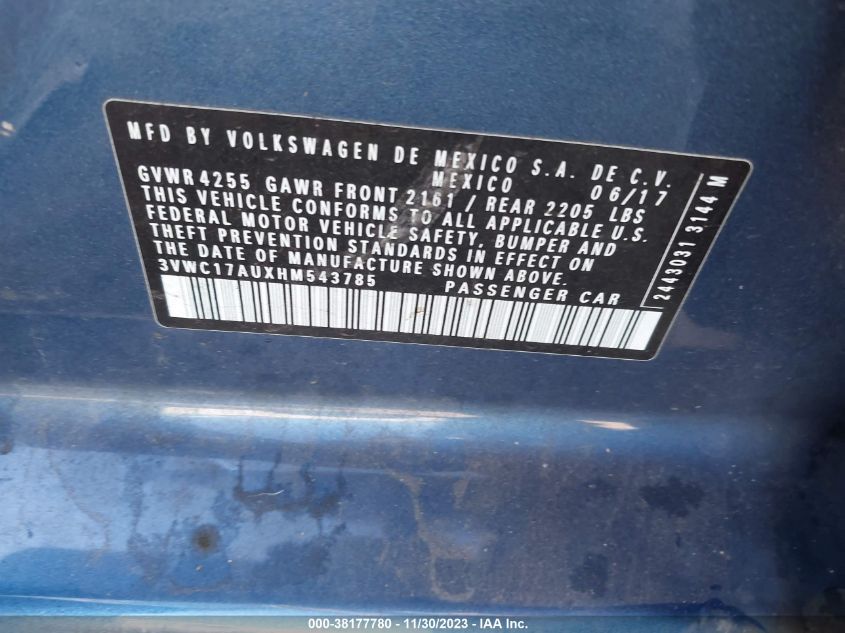 MFD BY VOLKSWAGEN DE MEXICO S.A. DE C.V.
MEXICO 06/17
GVWR 4255 GAWR FRONT 2161 / REAR 2205 LBS
THIS VEHICLE CONFORMS TO ALL APPLICABLE U.S.
FEDERAL MOTOR VEHICLE SAFETY, BUMPER AND
THEFT PREVENTION STANDARDS IN EFFECT ON
THE DATE OF MANUFACTURE SHOWN ABOVE.
3VWC17AUXHM543785 PASSENGER CAR
2443031 3144 M
000-38177780 - 11/30/2023 - IAA Inc.